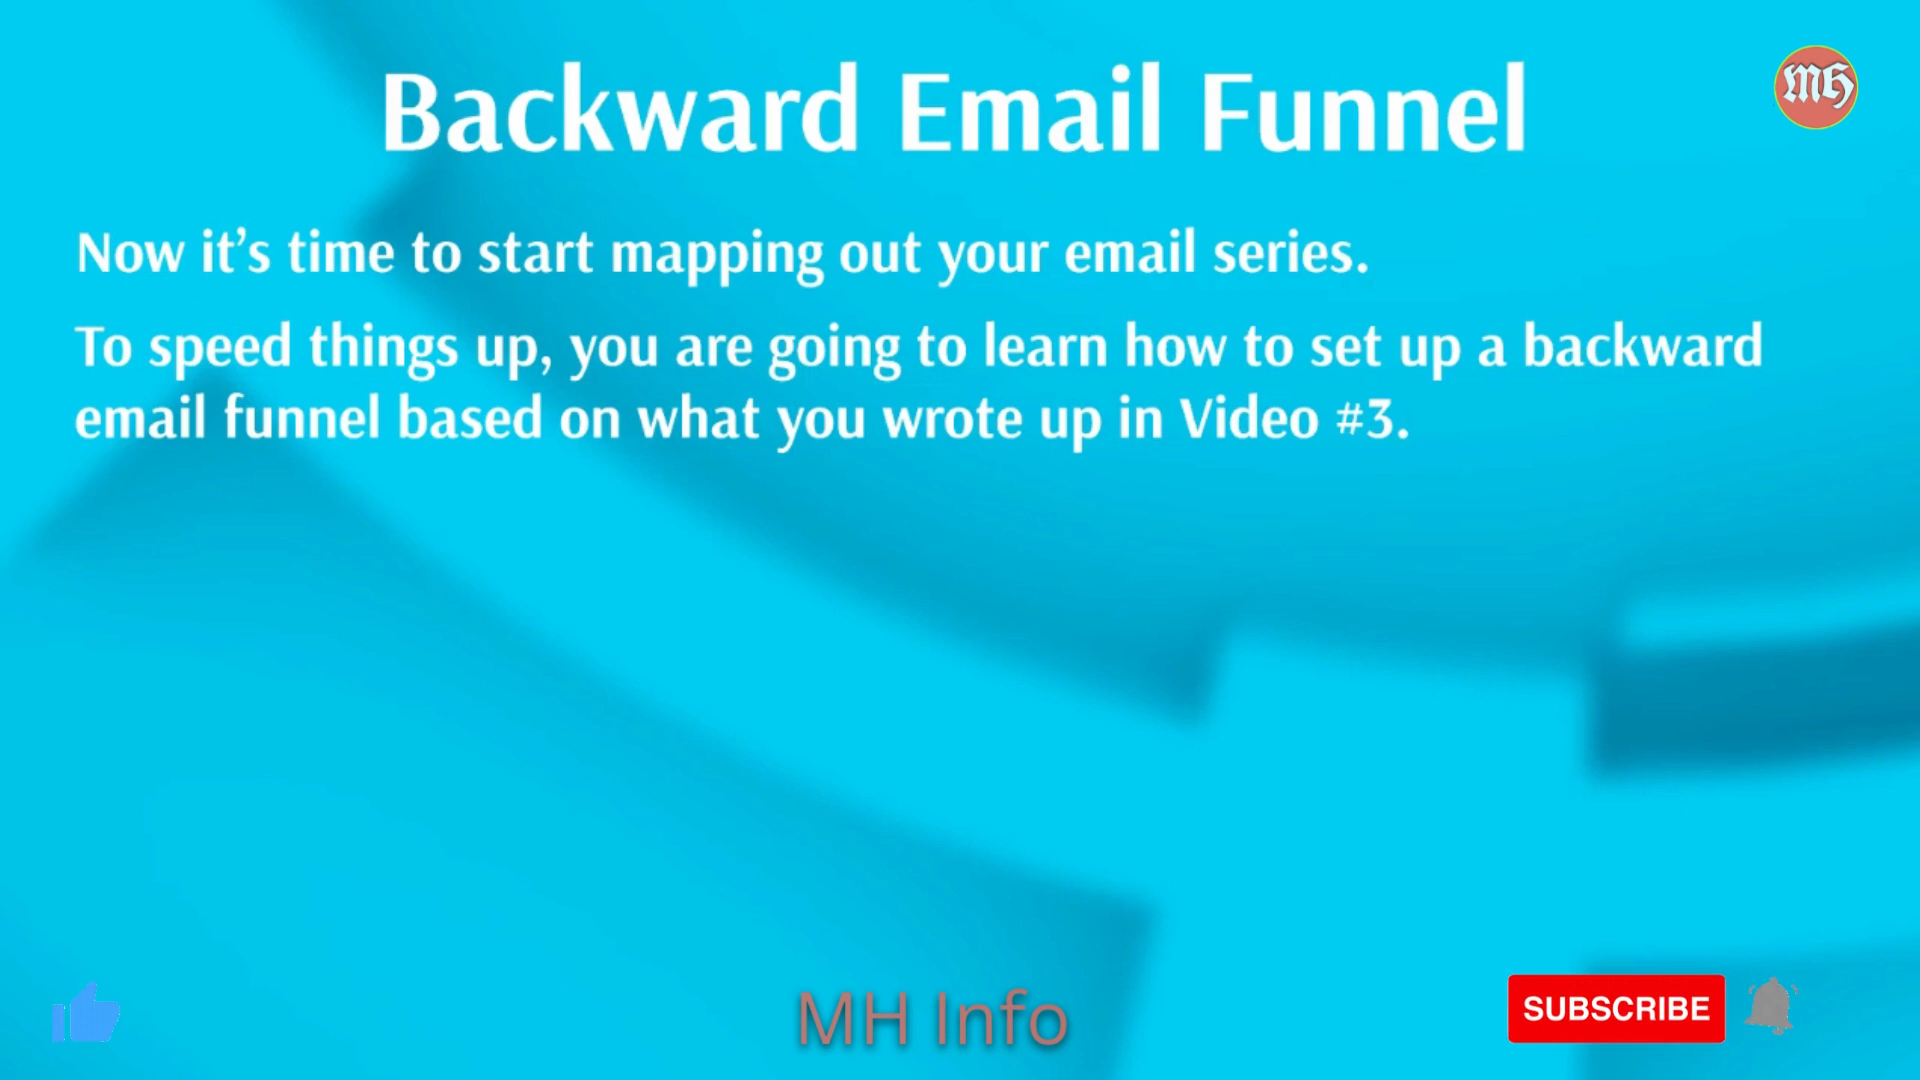 Backward Email Funnel
MH
Now it’s time to start mapping out your email series.
To speed things up, you are going to learn how to set up a backward
email funnel based on what you wrote up in Video #3.
MH Info
SUBSCRIBE